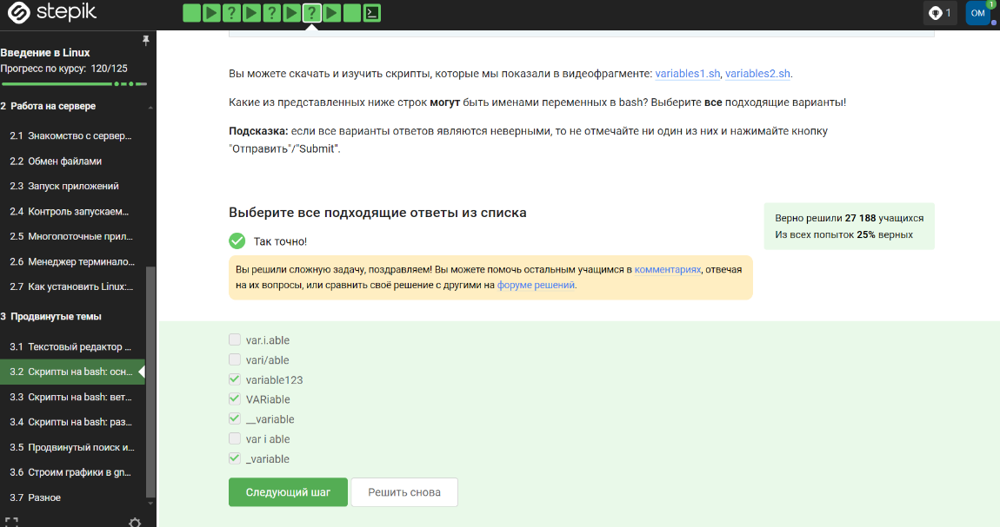 stepik
1
OM
1
Введение в Linux
Прогресс по курсу: 120/125
2 Работа на сервере
2.1 Знакомство с сервер...
2.2 Обмен файлами
2.3 Запуск приложений
2.4 Контроль запускаем...
2.5 Многопоточные прил...
2.6 Менеджер терминало...
2.7 Как установить Linux:...
3 Продвинутые темы
3.1 Текстовый редактор ...
3.2 Скрипты на bash: осн...
3.3 Скрипты на bash: вет...
3.4 Скрипты на bash: раз...
3.5 Продвинутый поиск и...
3.6 Строим графики в gn...
3.7 Разное
Вы можете скачать и изучить скрипты, которые мы показали в видеофрагменте: variables1.sh, variables2.sh.
Какие из представленных ниже строк могут быть именами переменных в bash? Выберите все подходящие варианты!
Подсказка: если все варианты ответов являются неверными, то не отмечайте ни один из них и нажимайте кнопку
"Отправить"/"Submit".
Выберите все подходящие ответы из списка
Так точно!
Вы решили сложную задачу, поздравляем! Вы можете помочь остальным учащимся в комментариях, отвечая
на их вопросы, или сравнить своё решение с другими на форуме решений.
Верно решили 27 188 учащихся
Из всех попыток 25% верных
var.i.able
vari/able
variable123
VARiable
__variable
var i able
_variable
Следующий шаг
Решить снова